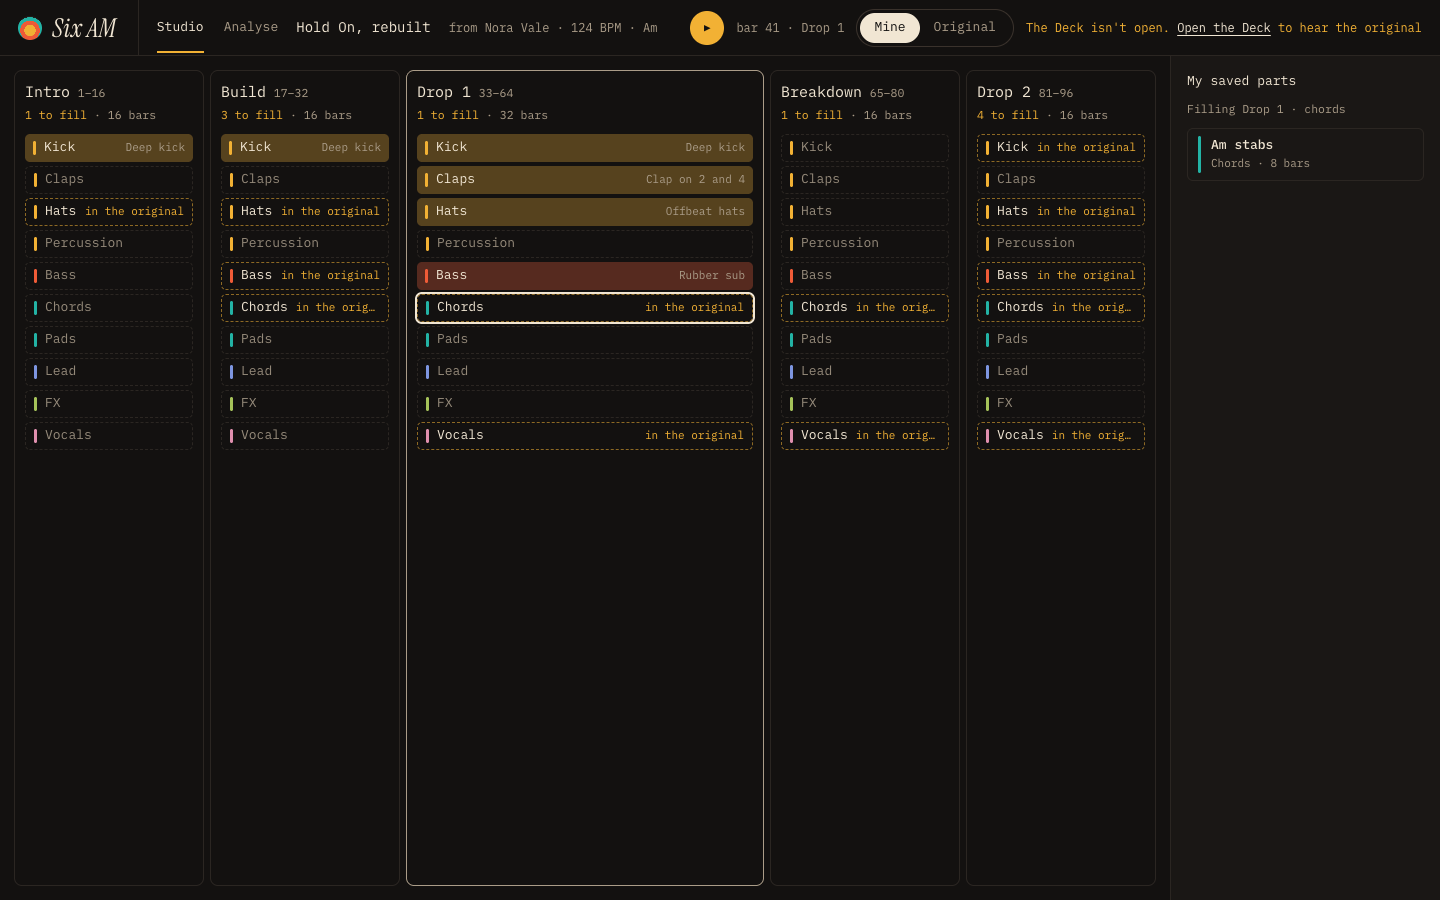 Six AM
Studio Analyse Hold On, rebuilt from Nora Vale · 124 BPM · Am
bar 41 · Drop 1 Mine Original The Deck isn't open. Open the Deck to hear the original
Intro 1–16
1 to fill · 16 bars
Kick Deep kick
Claps
Hats in the original
Percussion
Bass
Chords
Pads
Lead
FX
Vocals
Build 17–32
3 to fill · 16 bars
Kick Deep kick
Claps
Hats in the original
Percussion
Bass in the original
Chords in the orig…
Pads
Lead
FX
Vocals
Drop 1 33–64
1 to fill · 32 bars
Kick Deep kick
Claps Clap on 2 and 4
Hats Offbeat hats
Percussion
Bass Rubber sub
Chords in the original
Pads
Lead
FX
Vocals in the original
Breakdown 65–80
1 to fill · 16 bars
Kick
Claps
Hats
Percussion
Bass
Chords in the orig…
Pads
Lead
FX
Vocals in the orig…
Drop 2 81–96
4 to fill · 16 bars
Kick in the original
Claps
Hats in the original
Percussion
Bass in the original
Chords in the orig…
Pads
Lead
FX
Vocals in the orig…
My saved parts
Filling Drop 1 · chords
Am stabs
Chords · 8 bars